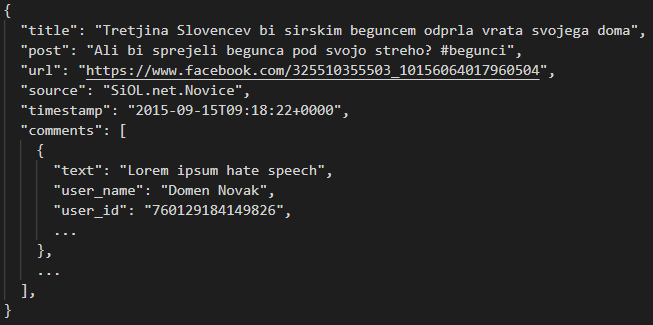 {
"title": "Tretjina Slovencev bi sirskim beguncem odprla vrata svojega doma",
"post": "Ali bi sprejeli begunca pod svojo streho? #begunci",
"url": "https://www.facebook.com/325510355503_10156064017960504",
"source": "SiOL.net.Novice",
"timestamp": "2015-09-15T09:18:22+0000",
"comments": [
{
"text": "Lorem ipsum hate speech",
"user_name": "Domen Novak",
"user_id": "760129184149826",
...
},
...
],
}